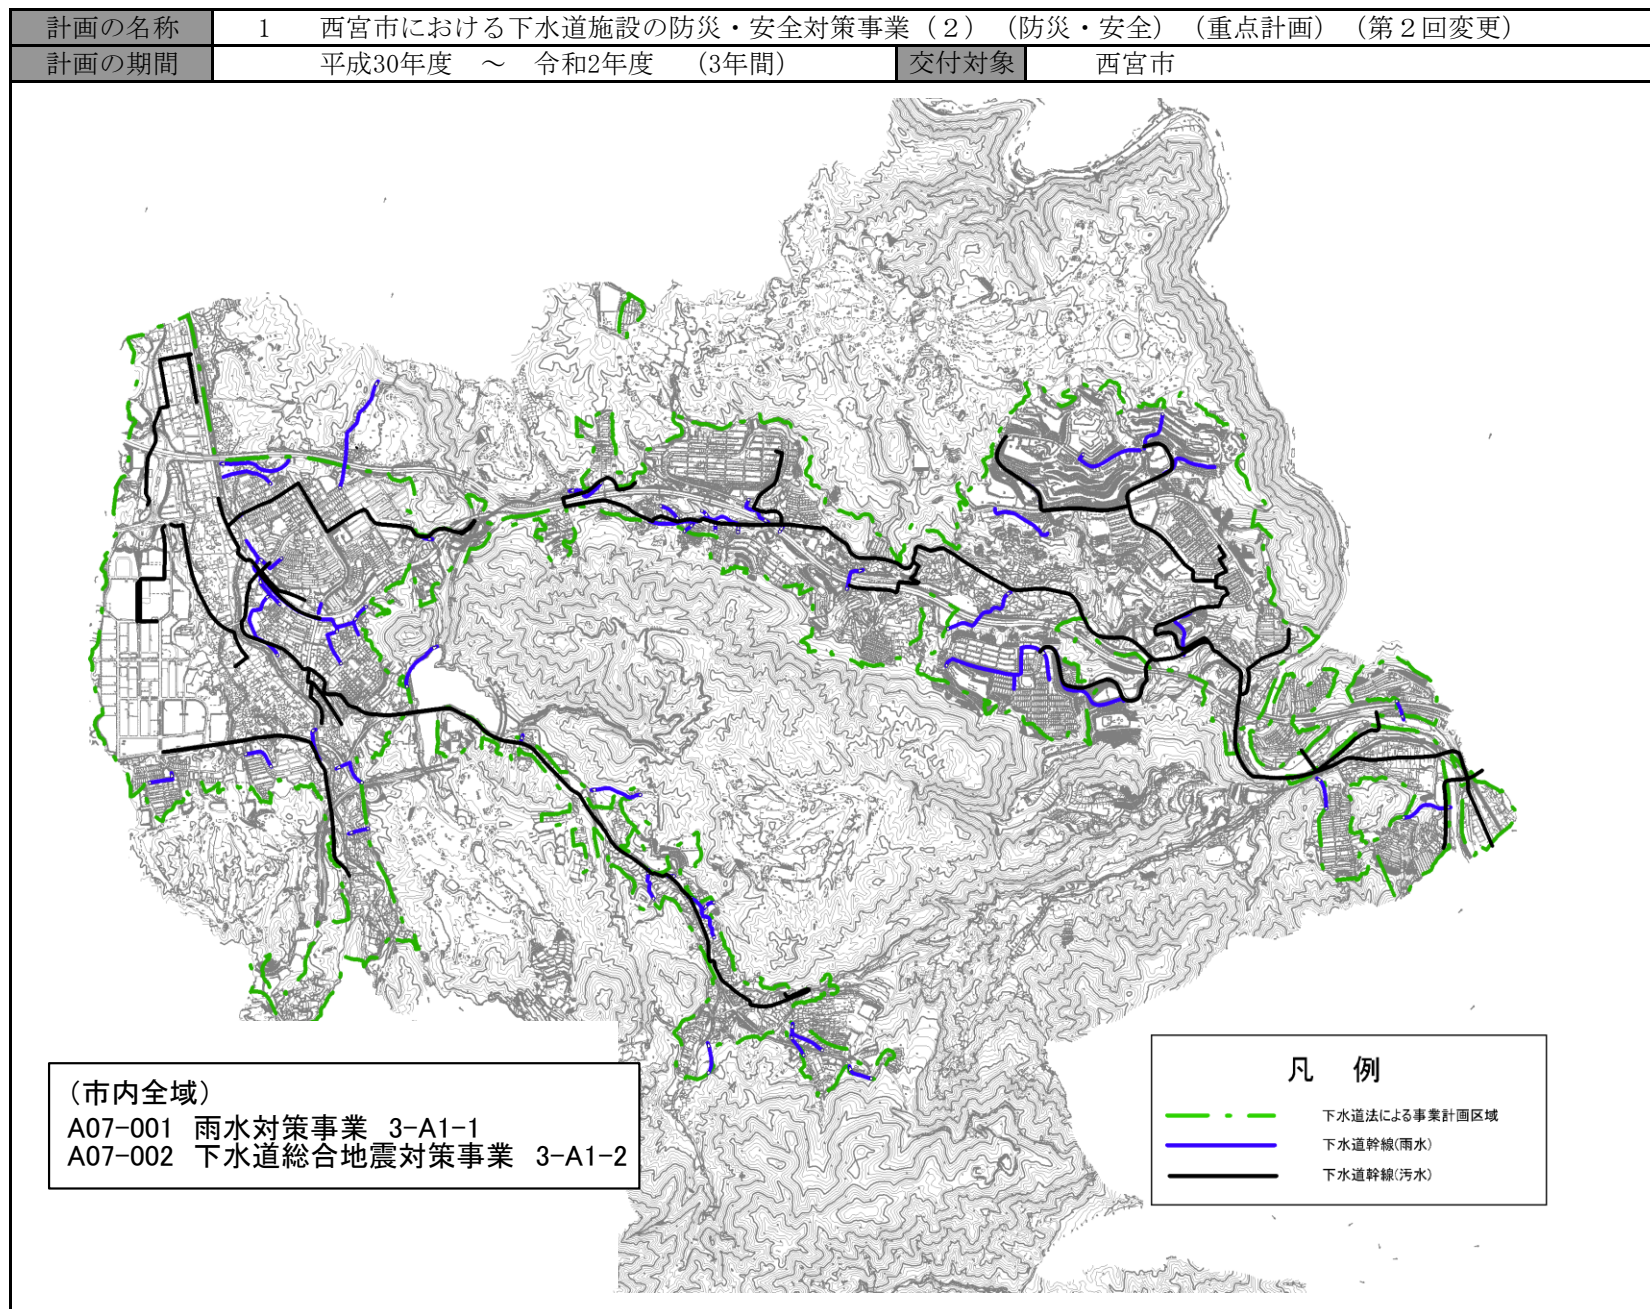 計画の名称 1 西宮市における下水道施設の防災・安全対策事業（２）（防災・安全）（重点計画）（第２回変更）
計画の期間 平成30年度 ～ 令和2年度 (3年間) 交付対象 西宮市
(市内全域)
A07-001 雨水対策事業 3-A1-1
A07-002 下水道総合地震対策事業 3-A1-2
凡 例
下水道法による事業計画区域
下水道幹線(雨水)
下水道幹線(汚水)